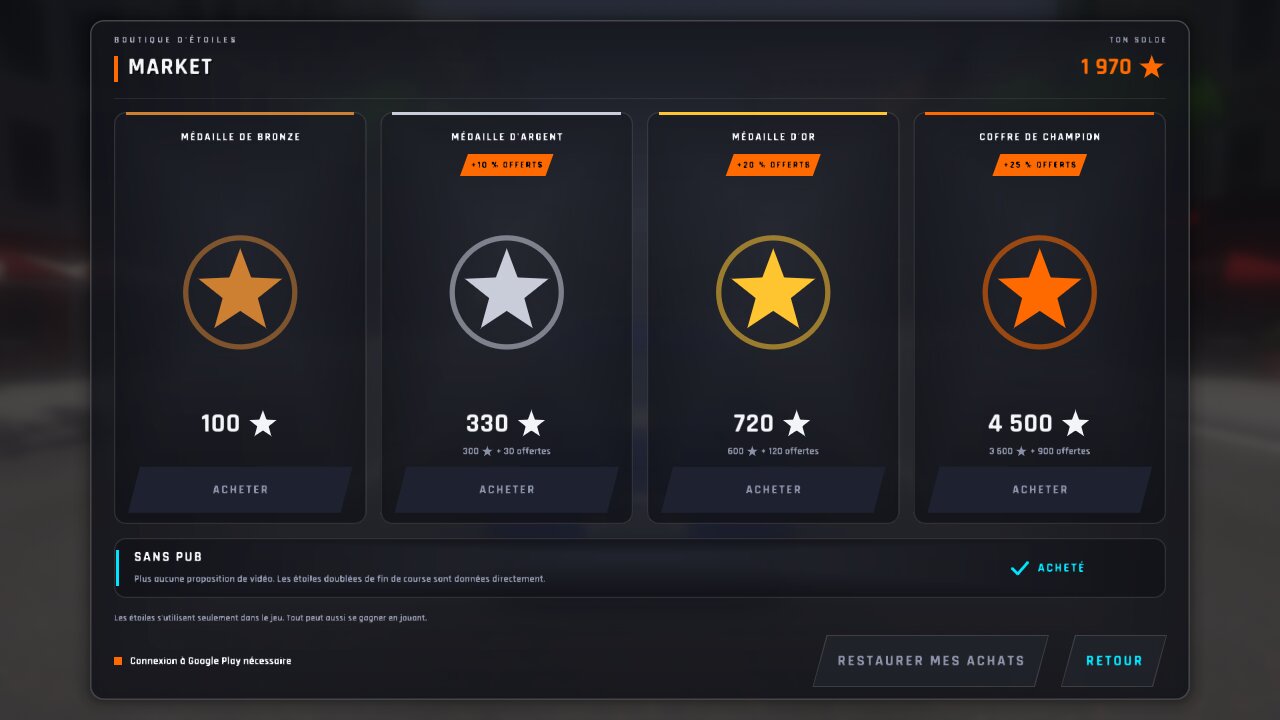 BOUTIQUE D'ÉTOILES
TON SOLDE
MARKET
1 970
MÉDAILLE DE BRONZE
100
ACHETER
MÉDAILLE D'ARGENT
+10 % OFFERTS
330
300 ★ + 30 offertes
ACHETER
MÉDAILLE D'OR
+20 % OFFERTS
720
600 ★ + 120 offertes
ACHETER
COFFRE DE CHAMPION
+25 % OFFERTS
4 500
3 600 ★ + 900 offertes
ACHETER
SANS PUB
Plus aucune proposition de vidéo. Les étoiles doublées de fin de course sont données directement.
ACHETÉ
Les étoiles s'utilisent seulement dans le jeu. Tout peut aussi se gagner en jouant.
Connexion à Google Play nécessaire
RESTAURER MES ACHATS
RETOUR